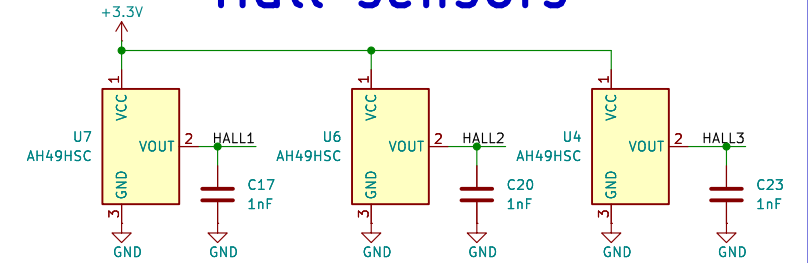 Hall sensors
+3.3V
1
VCC
U7
AH49HSC
VOUT
2
HALL1
GND
3
C17
1nF
GND
GND
1
VCC
U6
AH49HSC
VOUT
2
HALL2
GND
3
C20
1nF
GND
GND
1
VCC
U4
AH49HSC
VOUT
2
HALL3
GND
3
C23
1nF
GND
GND